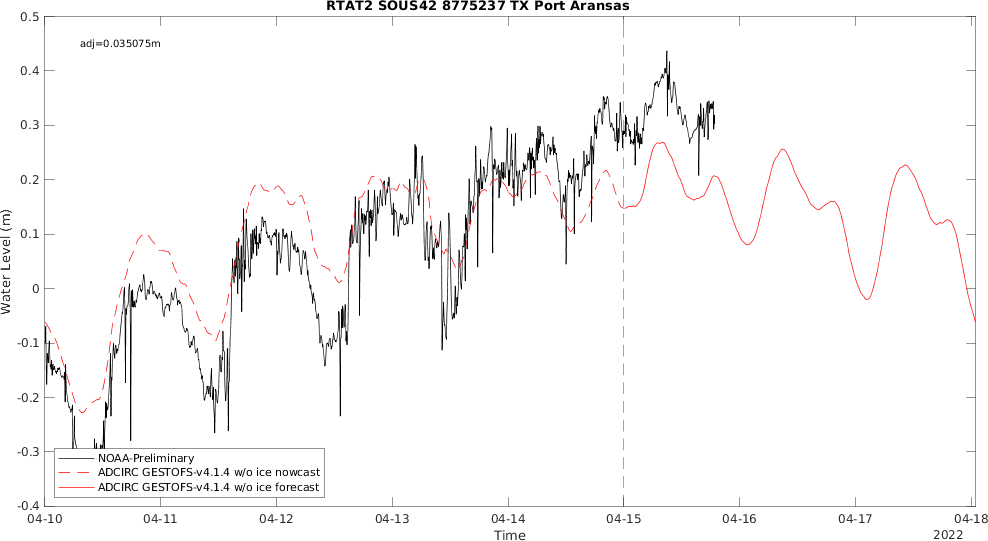 RTAT2 SOUS42 8775237 TX Port Aransas
0.5
adj=0.035075m
0.4
0.3
0.2
0.1
0
-0.1
-0.2
-0.3
-0.4
Water Level (m)
NOAA-Preliminary
ADCIRC GESTOFS-v4.1.4 w/o ice nowcast
ADCIRC GESTOFS-v4.1.4 w/o ice forecast
04-10 04-11 04-12 04-13 04-14 04-15 04-16 04-17 04-18
Time
2022